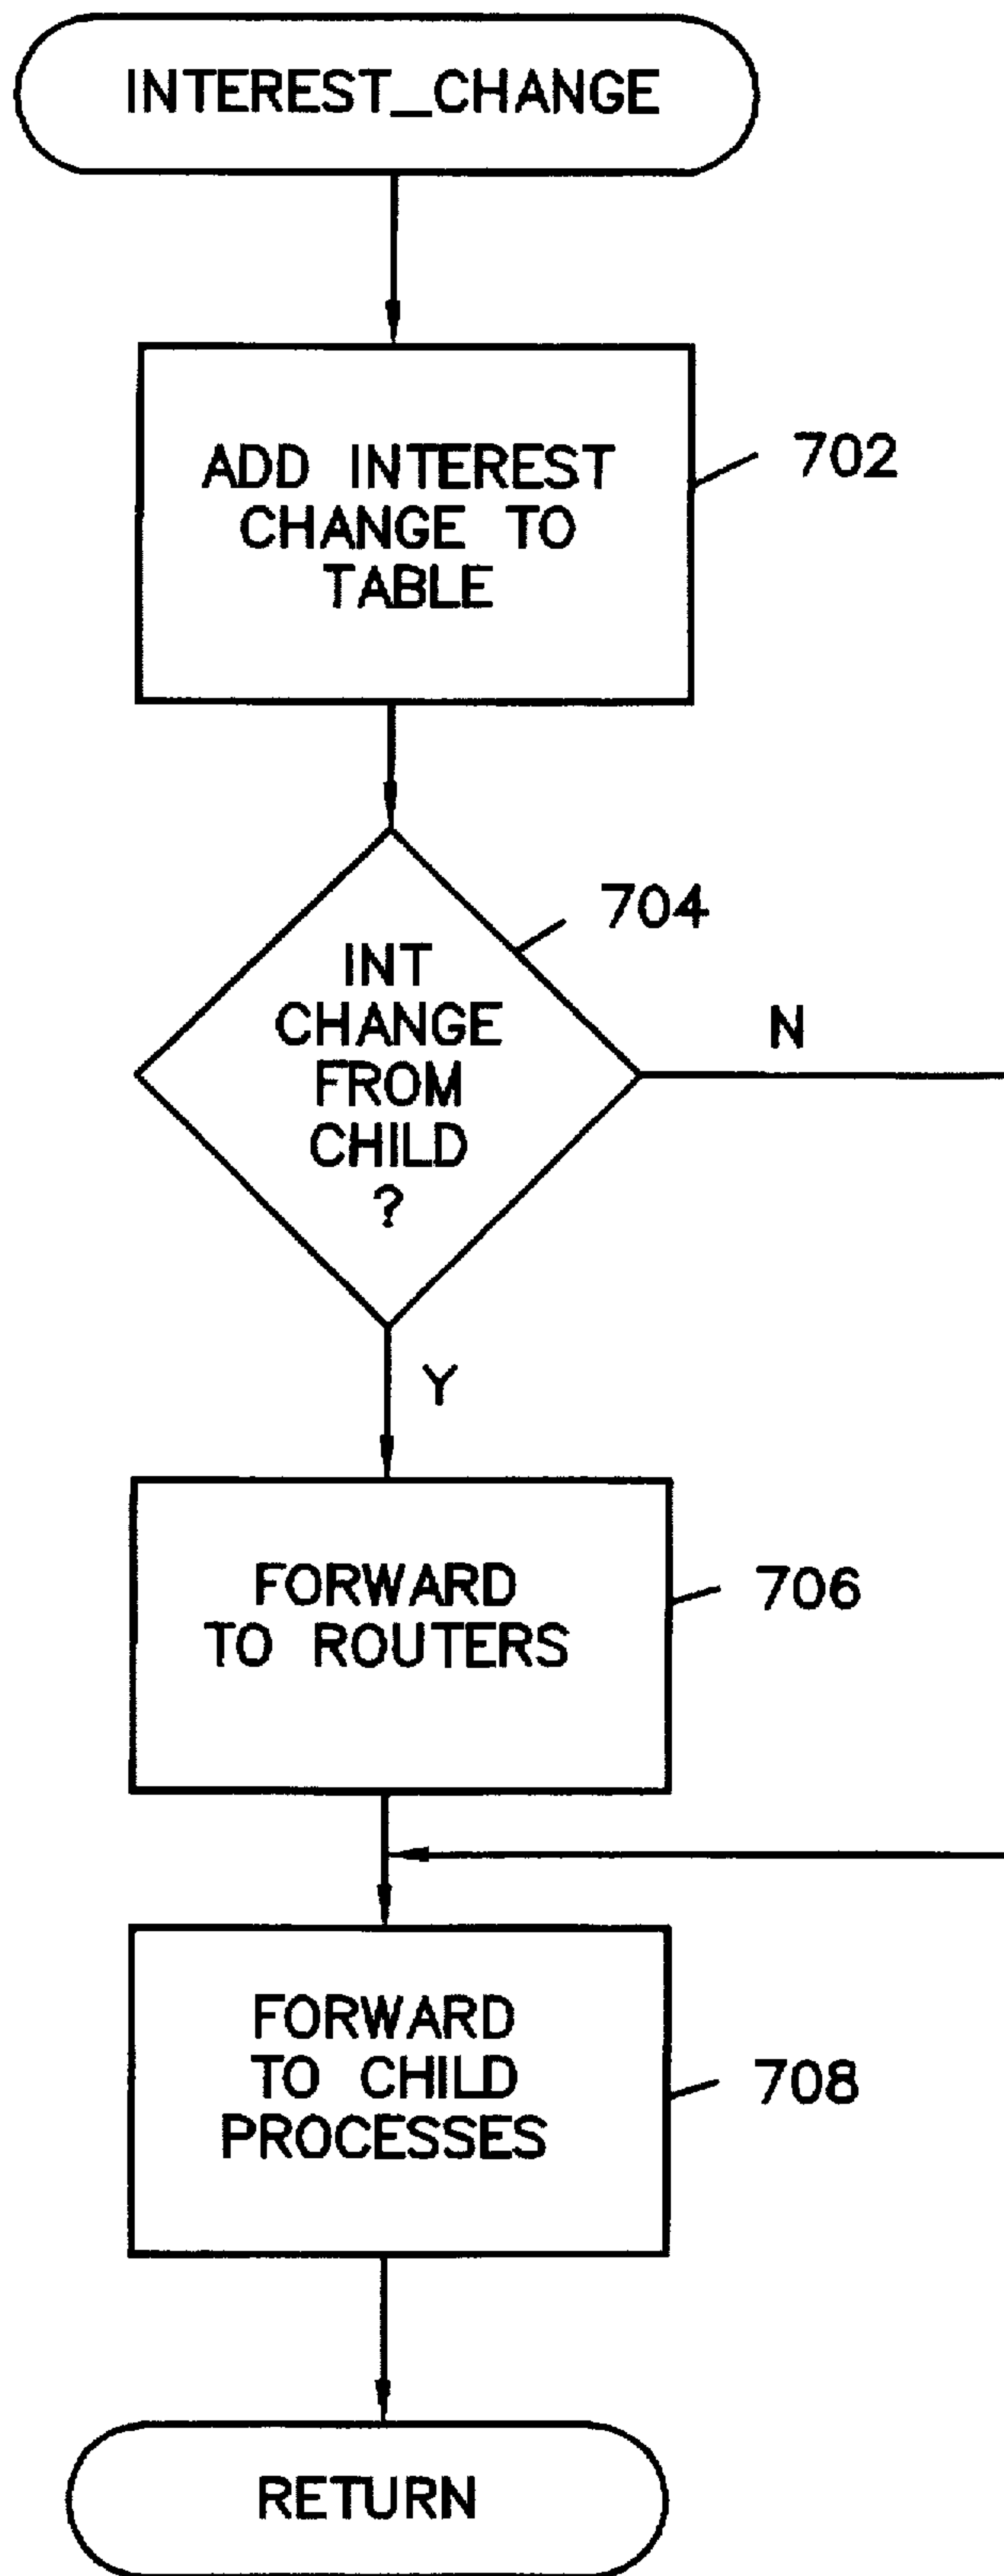 INTEREST_CHANGE
ADD INTEREST
CHANGE TO
TABLE
702
704
INT
CHANGE
FROM
CHILD
?
N
Y
FORWARD
TO ROUTERS
706
FORWARD
TO CHILD
PROCESSES
708
RETURN